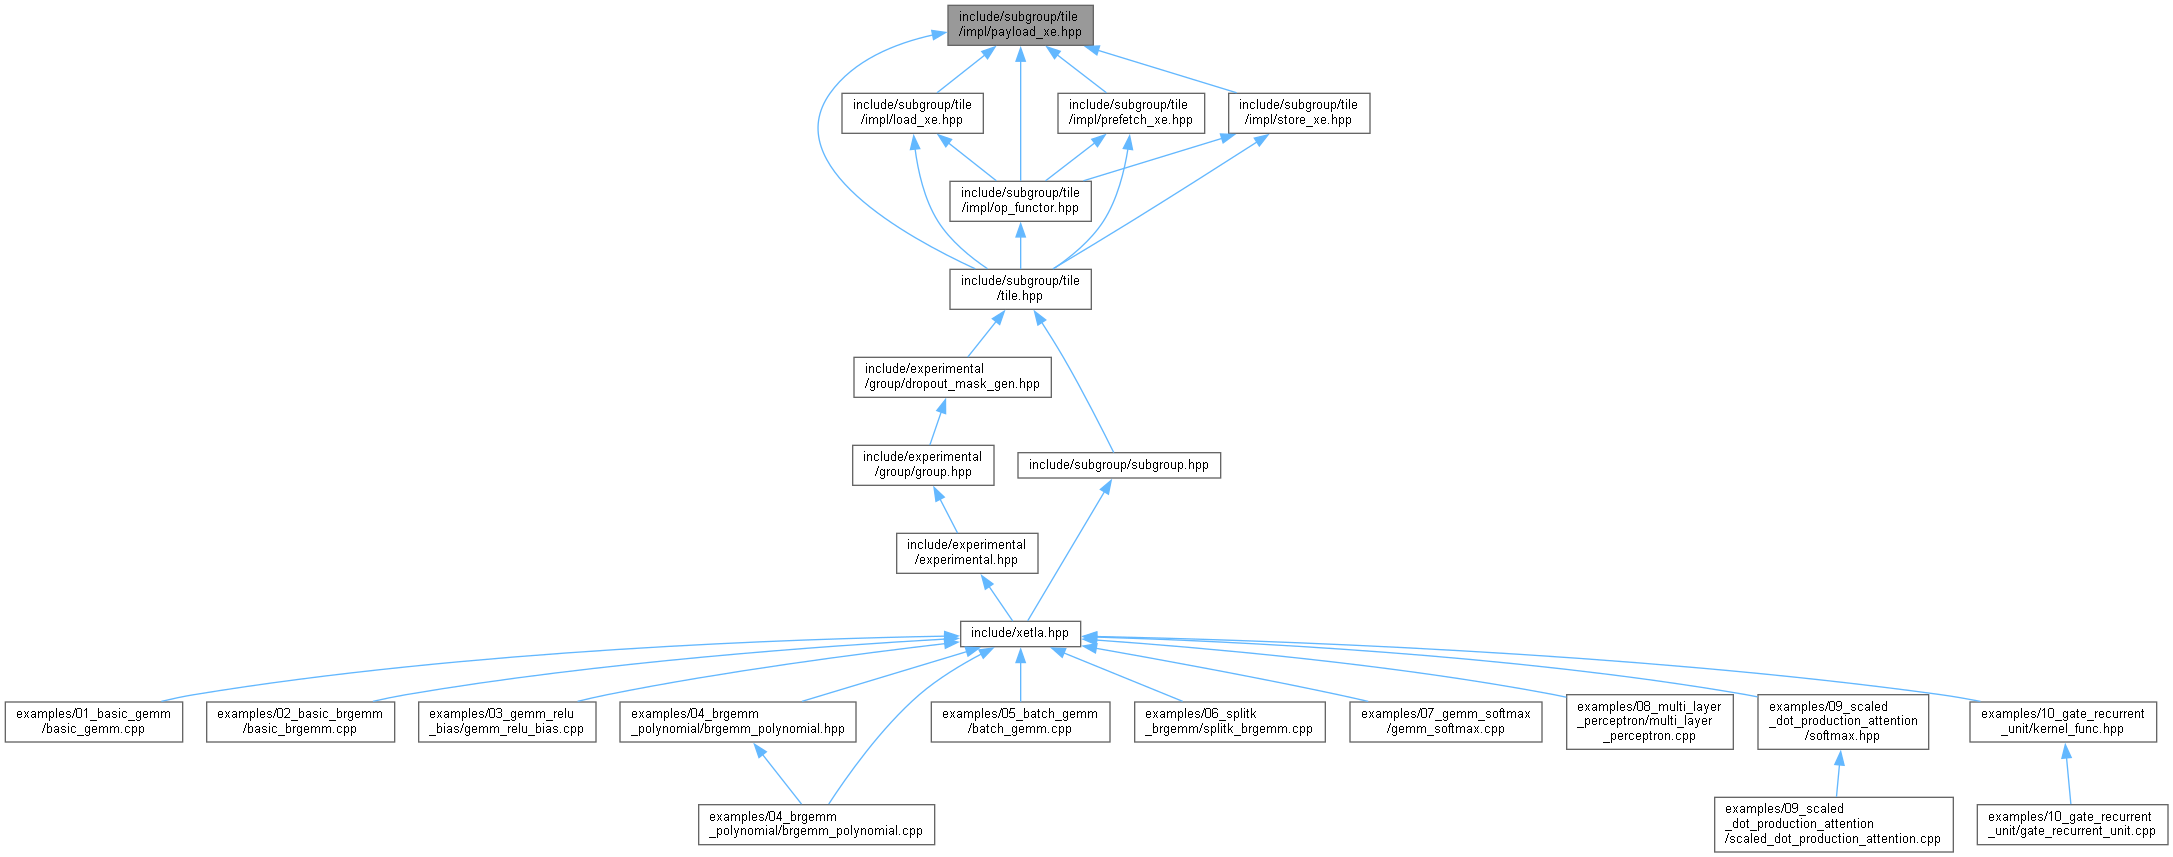 include/subgroup/tile
/impl/payload_xe.hpp
include/subgroup/tile
/impl/load_xe.hpp
include/subgroup/tile
/impl/prefetch_xe.hpp
include/subgroup/tile
/impl/store_xe.hpp
include/subgroup/tile
/impl/op_functor.hpp
include/subgroup/tile
/tile.hpp
include/experimental
/group/dropout_mask_gen.hpp
include/experimental
/group/group.hpp
include/subgroup/subgroup.hpp
include/experimental
/experimental.hpp
include/xetla.hpp
examples/01_basic_gemm
/basic_gemm.cpp
examples/02_basic_brgemm
/basic_brgemm.cpp
examples/03_gemm_relu
_bias/gemm_relu_bias.cpp
examples/04_brgemm
_polynomial/brgemm_polynomial.hpp
examples/05_batch_gemm
/batch_gemm.cpp
examples/06_splitk
_brgemm/splitk_brgemm.cpp
examples/07_gemm_softmax
/gemm_softmax.cpp
examples/08_multi_layer
_perceptron/multi_layer
_perceptron.cpp
examples/09_scaled
_dot_production_attention
/softmax.hpp
examples/10_gate_recurrent
_unit/kernel_func.hpp
examples/04_brgemm
_polynomial/brgemm_polynomial.cpp
examples/09_scaled
_dot_production_attention
/scaled_dot_production_attention.cpp
examples/10_gate_recurrent
_unit/gate_recurrent_unit.cpp